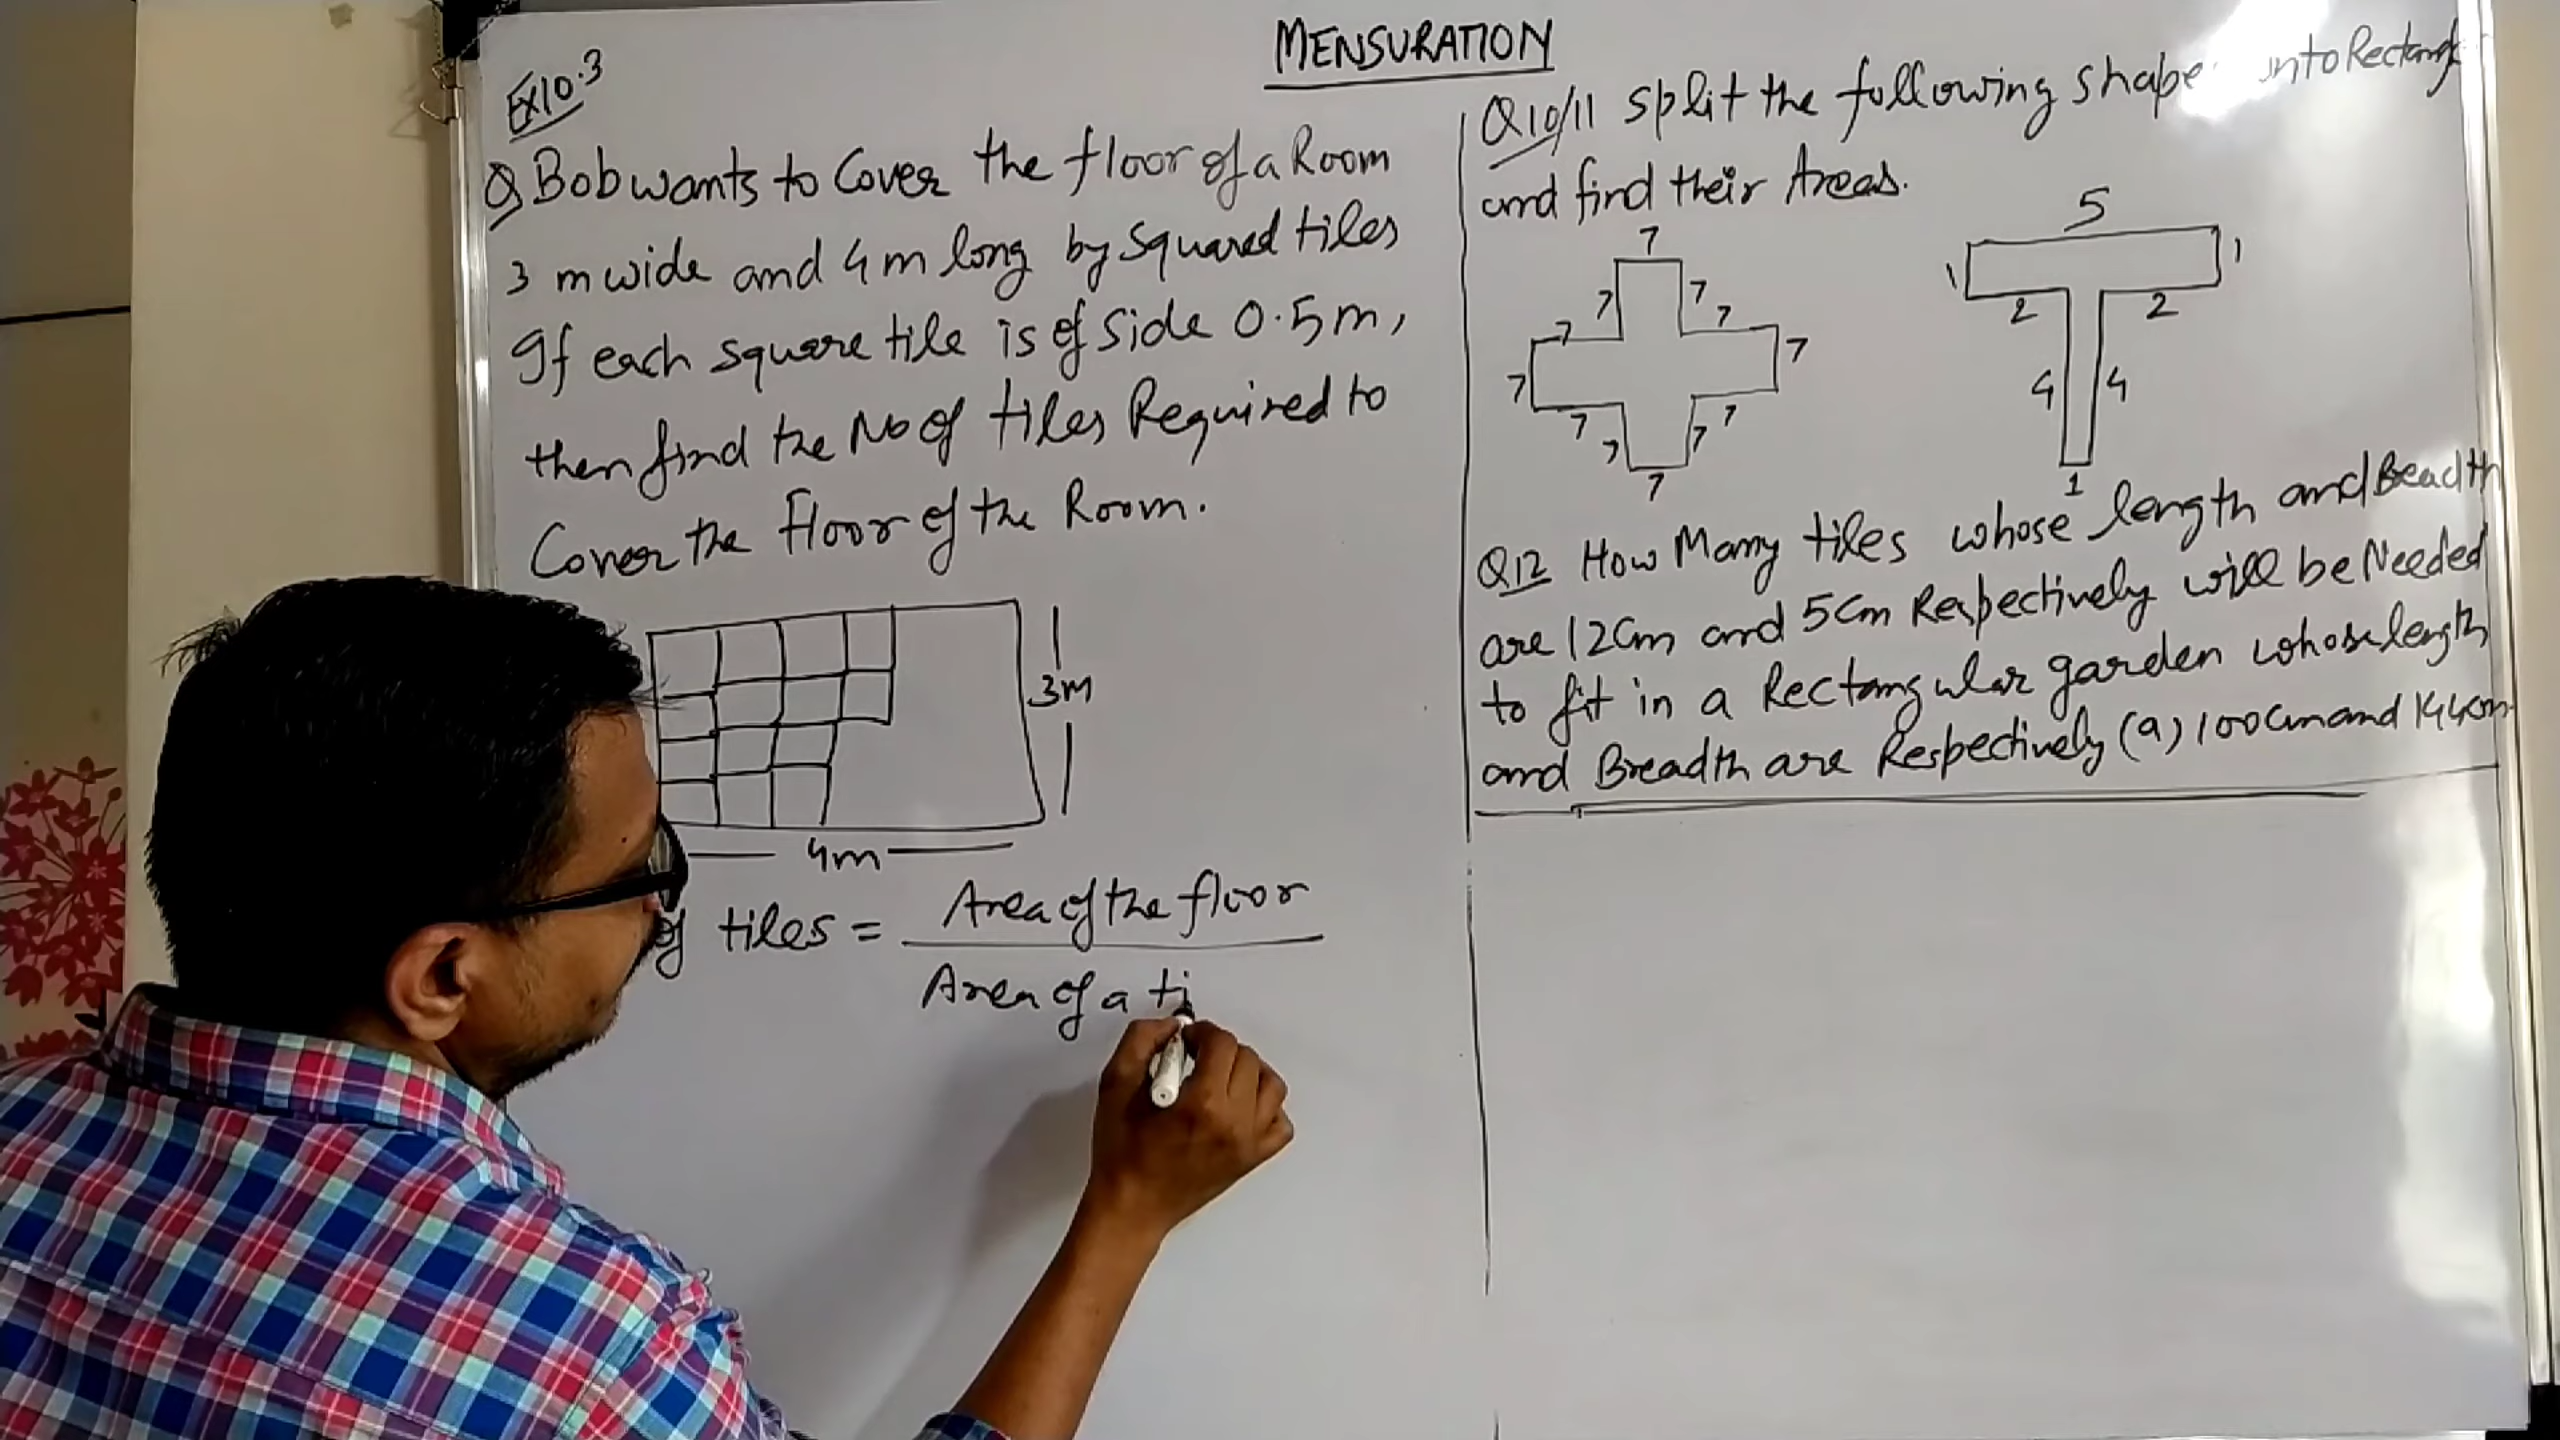 MENSURATION
Ex10.3
Q Bob wants to Cover the floor of a Room
3 m wide and 4 m long by Squared tiles
If each square tile is of Side 0.5m,
then find the No of tiles Required to
Cover the Floor of the Room.
3m
4m
of tiles = Area of the floor
Area of a ti
Q10/11 Split the following Shape into Rectangl
and find their Areas.
7
7 7
7 7
7 7
7 7
7 7
7
5
1 1
2 2
4 4
1
Q12 How Many tiles whose length and Breadth
are 12Cm and 5Cm Respectively will be Needed
to fit in a Rectangular garden whose length
and Breadth are Respectively (a) 100Cm and 144cm